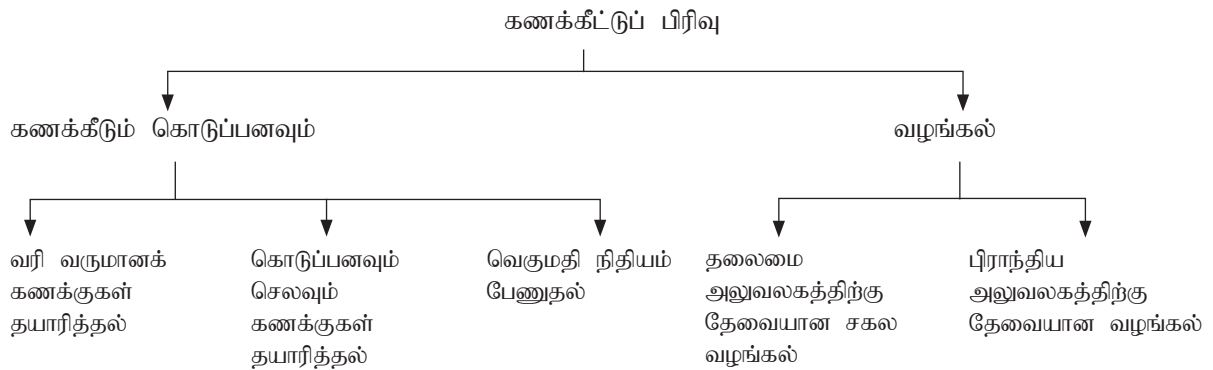 கணக்கீட்டுப் பிரிவு
கணக்கீடும் கொடுப்பனவும்
வழங்கல்
வரி வருமானக்
கணக்குகள்
தயாரித்தல்
கொடுப்பனவும்
செலவும்
கணக்குகள்
தயாரித்தல்
வெகுமதி நிதியம்
பேணுதல்
தலைமை
அலுவலகத்திற்கு
தேவையான சகல
வழங்கல்
பிராந்திய
அலுவலகத்திற்கு
தேவையான வழங்கல்